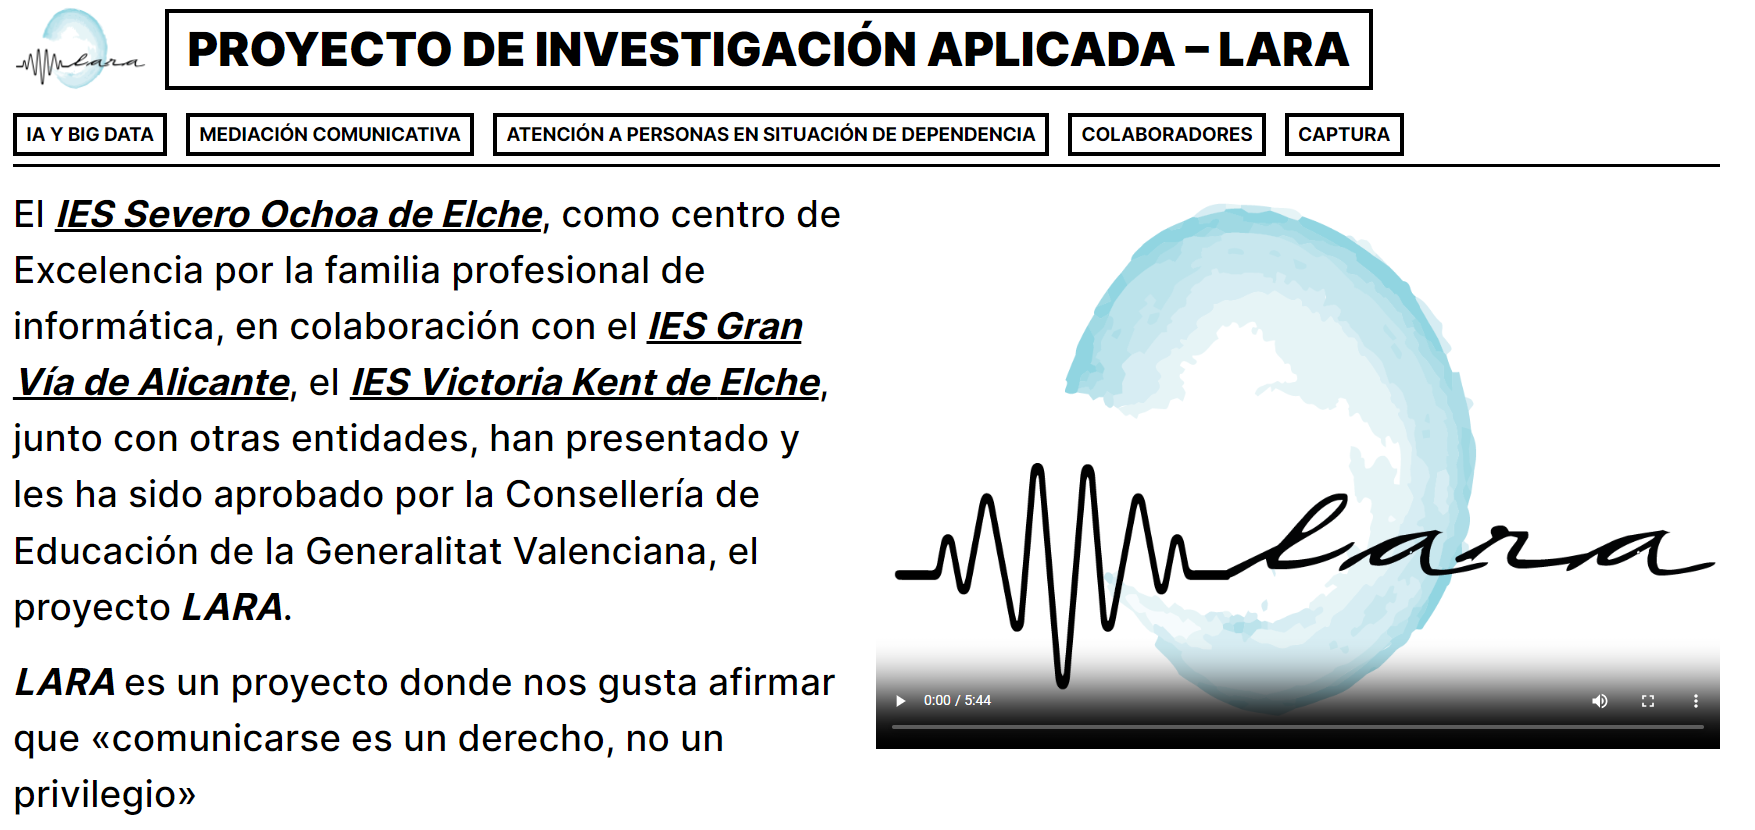 lara
PROYECTO DE INVESTIGACIÓN APLICADA – LARA
IA Y BIG DATA
MEDIACIÓN COMUNICATIVA
ATENCIÓN A PERSONAS EN SITUACIÓN DE DEPENDENCIA
COLABORADORES
CAPTURA
El IES Severo Ochoa de Elche, como centro de
Excelencia por la familia profesional de
informática, en colaboración con el IES Gran
Vía de Alicante, el IES Victoria Kent de Elche,
junto con otras entidades, han presentado y
les ha sido aprobado por la Consellería de
Educación de la Generalitat Valenciana, el
proyecto LARA.
LARA es un proyecto donde nos gusta afirmar
que «comunicarse es un derecho, no un
privilegio»
lara
0:00 / 5:44